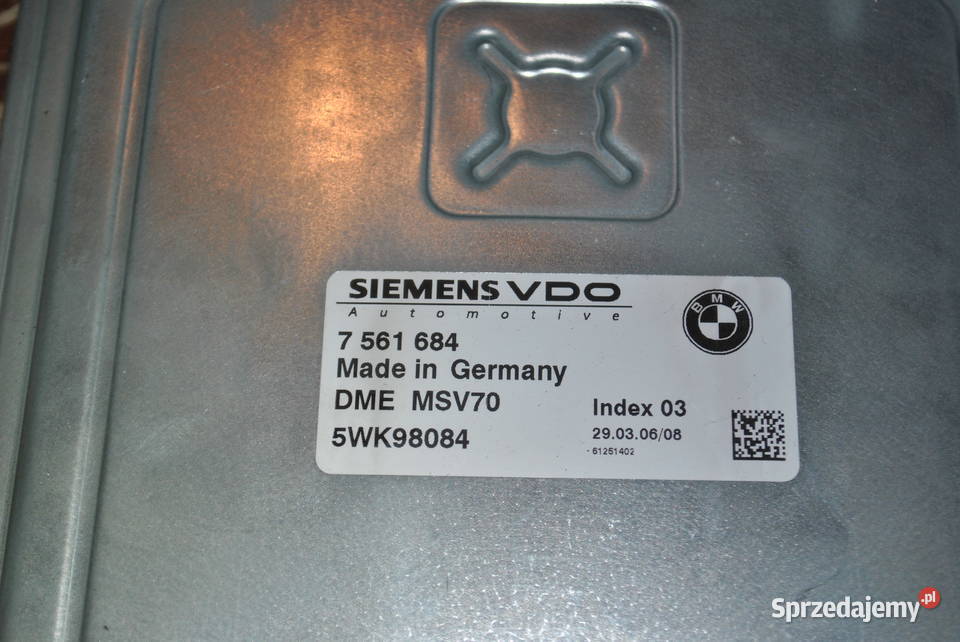 SIEMENS VDO
Automotive
7 561 684
Made in Germany
DME MSV70
5WK98084
Index 03
29.03.06/08
- 61251402
BMW
Sprzedajemy.pl